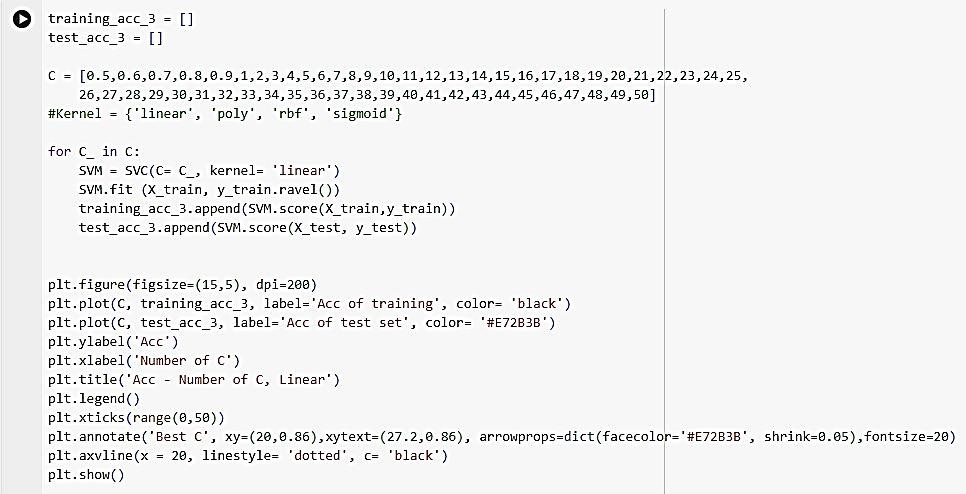 training_acc_3 = []
test_acc_3 = []
C = [0.5,0.6,0.7,0.8,0.9,1,2,3,4,5,6,7,8,9,10,11,12,13,14,15,16,17,18,19,20,21,22,23,24,25,
26,27,28,29,30,31,32,33,34,35,36,37,38,39,40,41,42,43,44,45,46,47,48,49,50]
#Kernel = {'linear', 'poly', 'rbf', 'sigmoid'}
for C_ in C:
SVM = SVC(C= C_, kernel= 'linear')
SVM.fit (X_train, y_train.ravel())
training_acc_3.append(SVM.score(X_train,y_train))
test_acc_3.append(SVM.score(X_test, y_test))
plt.figure(figsize=(15,5), dpi=200)
plt.plot(C, training_acc_3, label='Acc of training', color= 'black')
plt.plot(C, test_acc_3, label='Acc of test set', color= '#E72B3B')
plt.ylabel('Acc')
plt.xlabel('Number of C')
plt.title('Acc - Number of C, Linear')
plt.legend()
plt.xticks(range(0,50))
plt.annotate('Best C', xy=(20,0.86),xytext=(27.2,0.86), arrowprops=dict(facecolor='#E72B3B', shrink=0.05),fontsize=20)
plt.axvline(x = 20, linestyle= 'dotted', c= 'black')
plt.show()